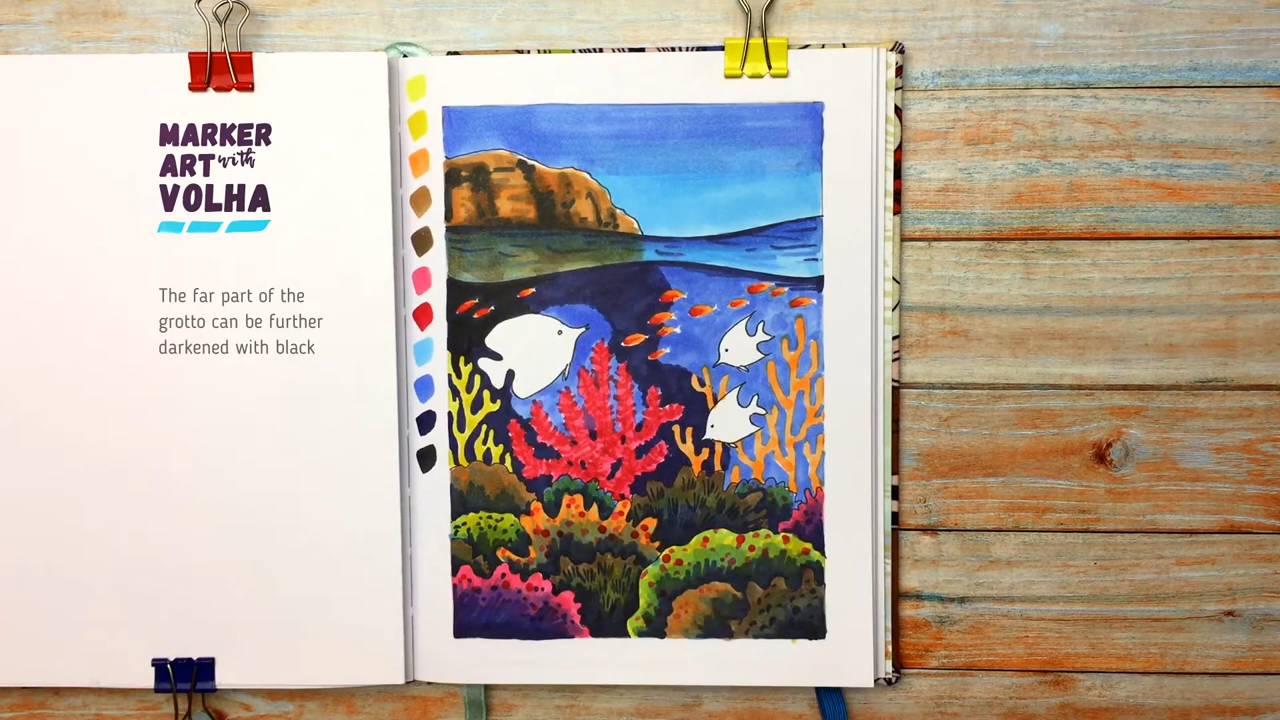 MARKER
ART with
VOLHA
The far part of the
grotto can be further
darkened with black